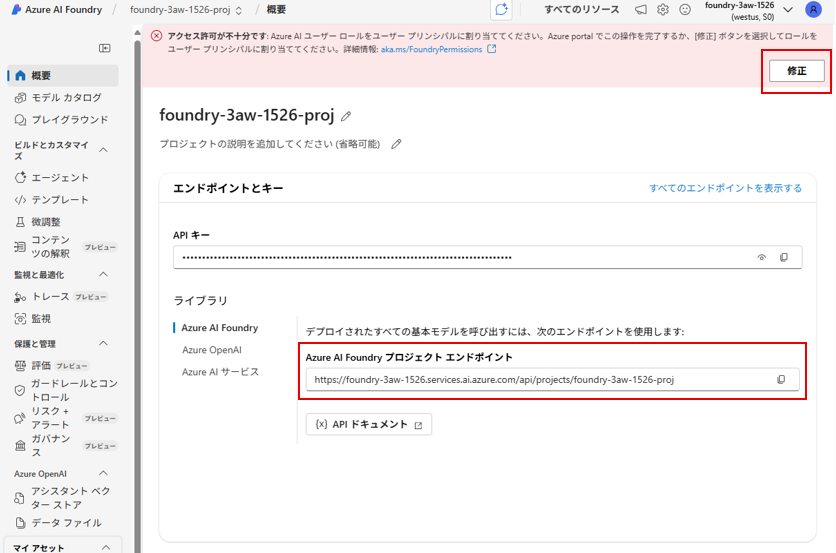 Azure AI Foundry / foundry-3aw-1526-proj / 概要
すべてのリソース
foundry-3aw-1526
(westus, S0)
アクセス許可が不十分です: Azure AI ユーザー ロールをユーザー プリンシパルに割り当ててください。Azure portal でこの操作を完了するか、[修正] ボタンを選択してロールを
ユーザー プリンシパルに割り当ててください。詳細情報: aka.ms/FoundryPermissions
修正
概要
モデル カタログ
プレイグラウンド
ビルドとカスタマイ
ズ
エージェント
テンプレート
微調整
コンテン
ツの解釈
プレビュー
監視と最適化
トレース プレビュー
監視
保護と管理
評価 プレビュー
ガードレールとコン
トロール
リスク +
アラート
プレビュー
ガバナン
ス
プレビュー
Azure OpenAI
アシスタント ベク
ター ストア
データ ファイル
マイ アセット
foundry-3aw-1526-proj
プロジェクトの説明を追加してください (省略可能)
エンドポイントとキー
すべてのエンドポイントを表示する
API キー
ライブラリ
Azure AI Foundry
Azure OpenAI
Azure AI サービス
デプロイされたすべての基本モデルを呼び出すには、次のエンドポイントを使用します:
Azure AI Foundry プロジェクト エンドポイント
https://foundry-3aw-1526.services.ai.azure.com/api/projects/foundry-3aw-1526-proj
{x} API ドキュメント